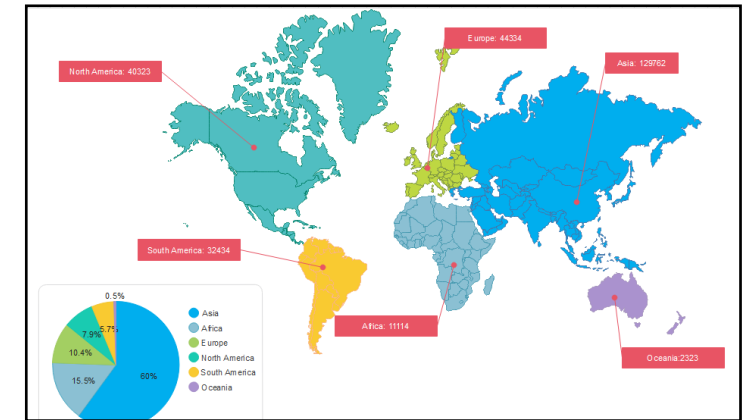 Europe: 44334
Asia: 129762
North America: 40323
South America: 32434
Africa: 11114
Oceania:2323
0.5%
5.7%
7.9%
10.4%
15.5%
60%
Asia
Africa
Europe
North America
South America
Oceania